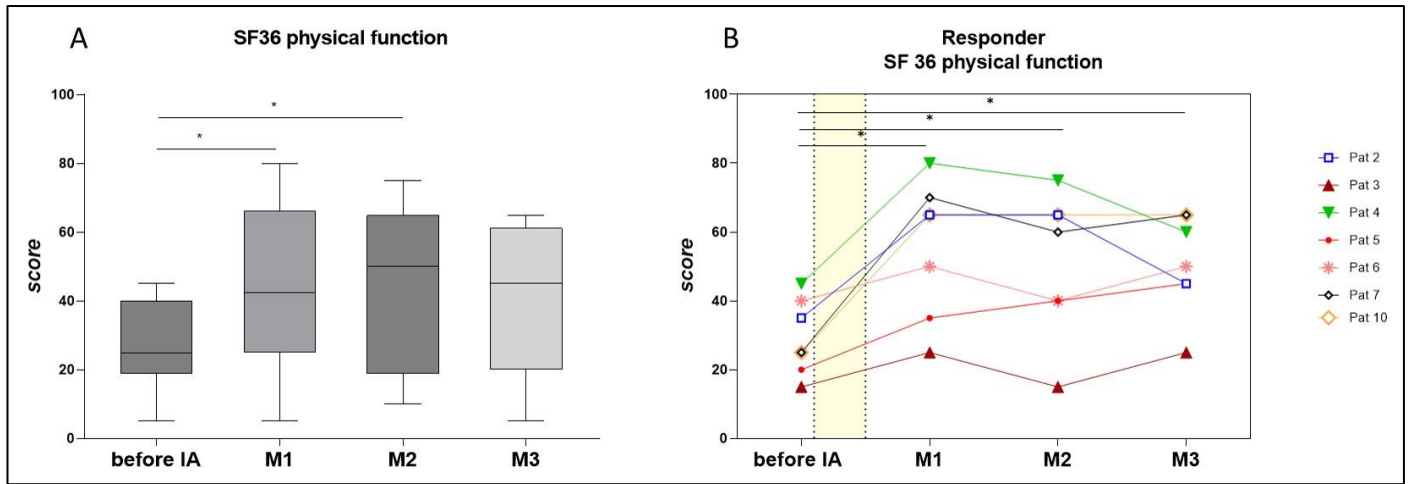 A
SF36 physical function
100
80
60
40
20
0
score
*
*
before IA
M1
M2
M3
B
Responder
SF 36 physical function
100
80
60
40
20
0
score
*
*
*
before IA
M1
M2
M3
Pat 2
Pat 3
Pat 4
Pat 5
Pat 6
Pat 7
Pat 10